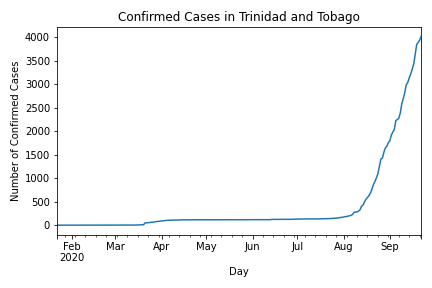 Confirmed Cases in Trinidad and Tobago
Number of Confirmed Cases
4000
3500
3000
2500
2000
1500
1000
500
0
Feb Mar Apr May Jun Jul Aug Sep
2020
Day